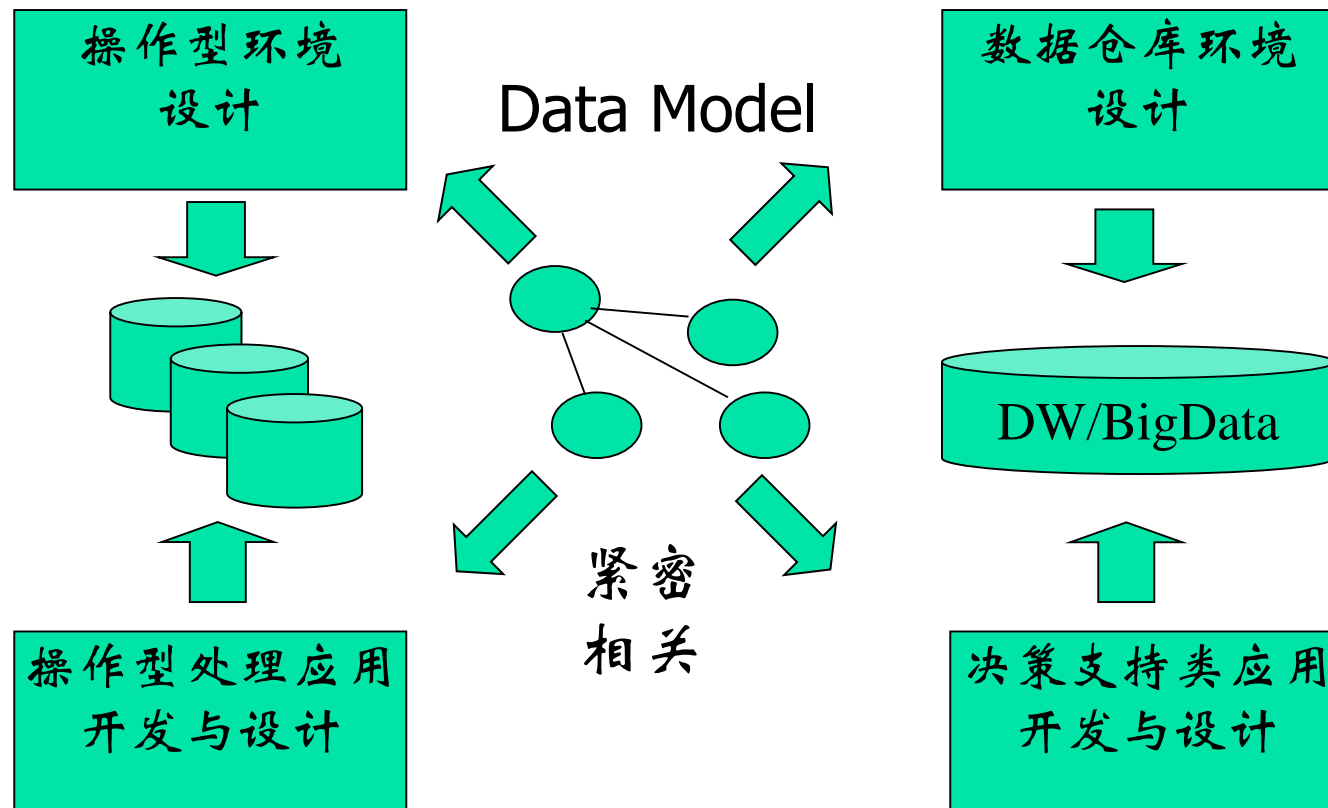 操作型环境
设计
Data Model
数据仓库环境
设计
DW/BigData
紧密
相关
操作型处理应用
开发与设计
决策支持类应用
开发与设计